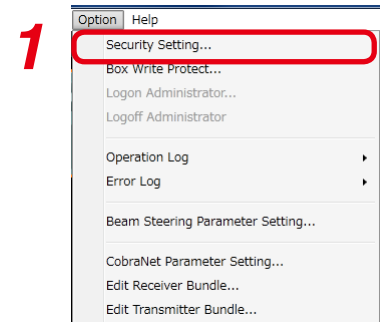 1
Option Help
Security Setting...
Box Write Protect...
Logon Administrator...
Logoff Administrator
Operation Log
Error Log
Beam Steering Parameter Setting...
CobraNet Parameter Setting...
Edit Receiver Bundle...
Edit Transmitter Bundle...